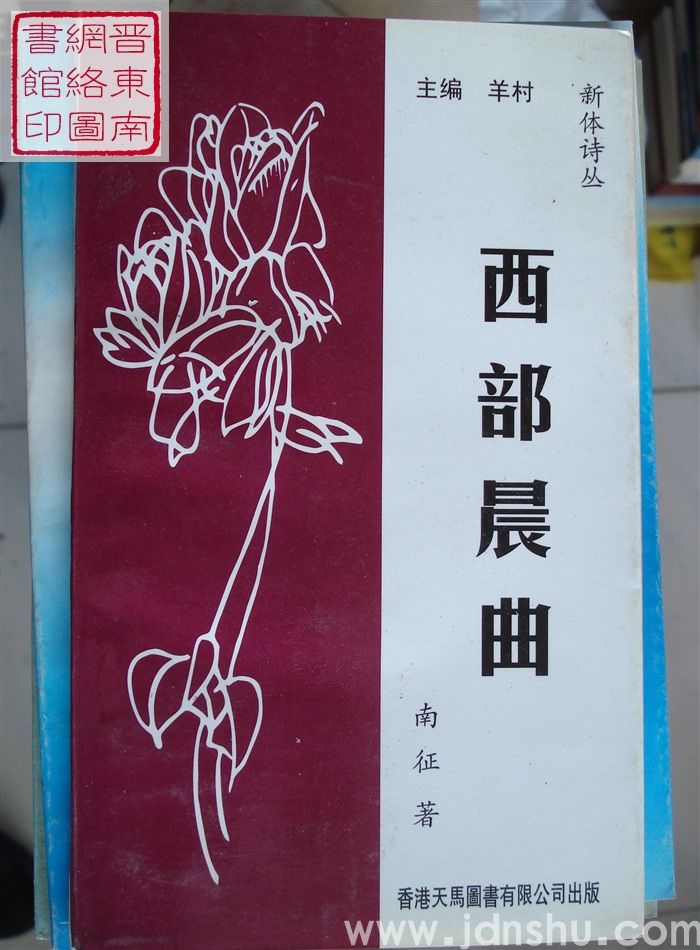 晋東南
網絡圖
書館印
主编 羊村
新体诗丛
西部晨曲
南征著
香港天馬圖書有限公司出版
www.jdnshu.com